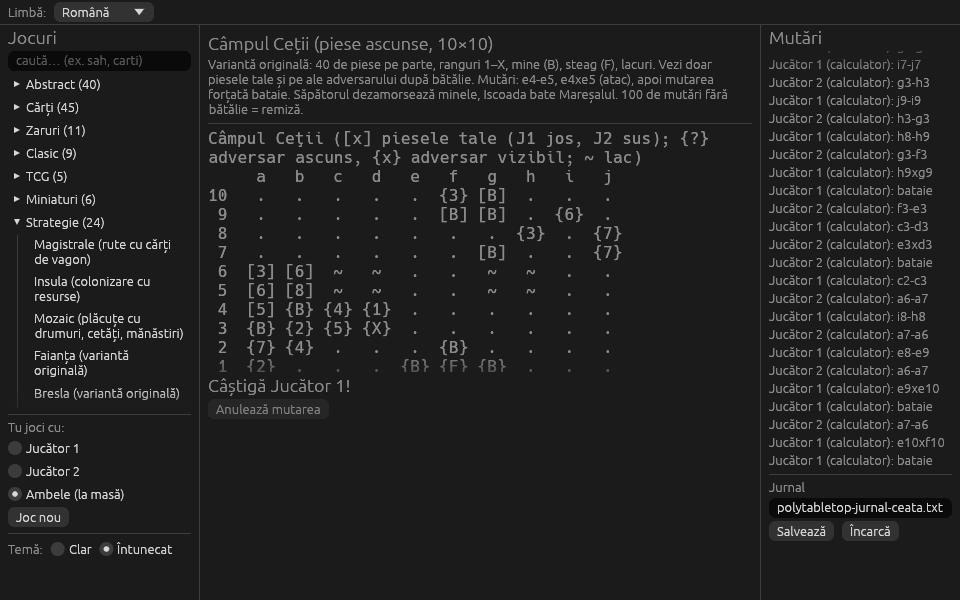 Limbă: Română
Jocuri
caută... (ex. sah, carti)
Abstract (40)
Cărți (45)
Zaruri (11)
Clasic (9)
TCG (5)
Miniaturi (6)
Strategie (24)
Magistrale (rute cu cărți
de vagon)
Insula (colonizare cu
resurse)
Mozaic (plăcuțe cu
drumuri, cetăți, mănăstiri)
Faianța (variantă
originală)
Bresla (variantă originală)
Tu joci cu:
Jucător 1
Jucător 2
Ambele (la masă)
Joc nou
Temă: Clar Întunecat
Câmpul Ceții (piese ascunse, 10×10)
Variantă originală: 40 de piese pe parte, ranguri 1–X, mine (B), steag (F), lacuri. Vezi doar
piesele tale și pe ale adversarului după bătălie. Mutări: e4-e5, e4xe5 (atac), apoi mutarea
forțată bataie. Săpătorul dezamorsează minele, Iscoada bate Mareșalul. 100 de mutări fără
bătălie = remiză.
Câmpul Ceții ([x] piesele tale (J1 jos, J2 sus); {?}
adversar ascuns, {x} adversar vizibil; ~ lac)
a b c d e f g h i j
10 . . . . . {3} [B] . . .
9 . . . . . [B] [B] . {6} .
8 . . . . . . . {3} . {7}
7 . . . . . . [B] . . {7}
6 [3] [6] ~ ~ . . ~ ~ . .
5 [6] [8] ~ ~ . . ~ ~ . .
4 [5] {B} {4} {1} . . . . . .
3 {B} {2} {5} {X} . . . . . .
2 {7} {4} . . . {B} . . . .
1 {2} . . . {B} {F} {B} . . .
Câștigă Jucător 1!
Anulează mutarea
Mutări
Jucător 1 (calculator): i7-j7
Jucător 2 (calculator): g3-h3
Jucător 1 (calculator): j9-i9
Jucător 2 (calculator): h3-g3
Jucător 1 (calculator): h8-h9
Jucător 2 (calculator): g3-f3
Jucător 1 (calculator): h9xg9
Jucător 1 (calculator): bataie
Jucător 2 (calculator): f3-e3
Jucător 1 (calculator): c3-d3
Jucător 2 (calculator): e3xd3
Jucător 2 (calculator): bataie
Jucător 1 (calculator): c2-c3
Jucător 2 (calculator): a6-a7
Jucător 1 (calculator): i8-h8
Jucător 2 (calculator): a7-a6
Jucător 1 (calculator): e8-e9
Jucător 2 (calculator): a6-a7
Jucător 1 (calculator): e9xe10
Jucător 1 (calculator): bataie
Jucător 2 (calculator): a7-a6
Jucător 1 (calculator): e10xf10
Jucător 1 (calculator): bataie
Jurnal
polytabletop-jurnal-ceata.txt
Salvează Încarcă